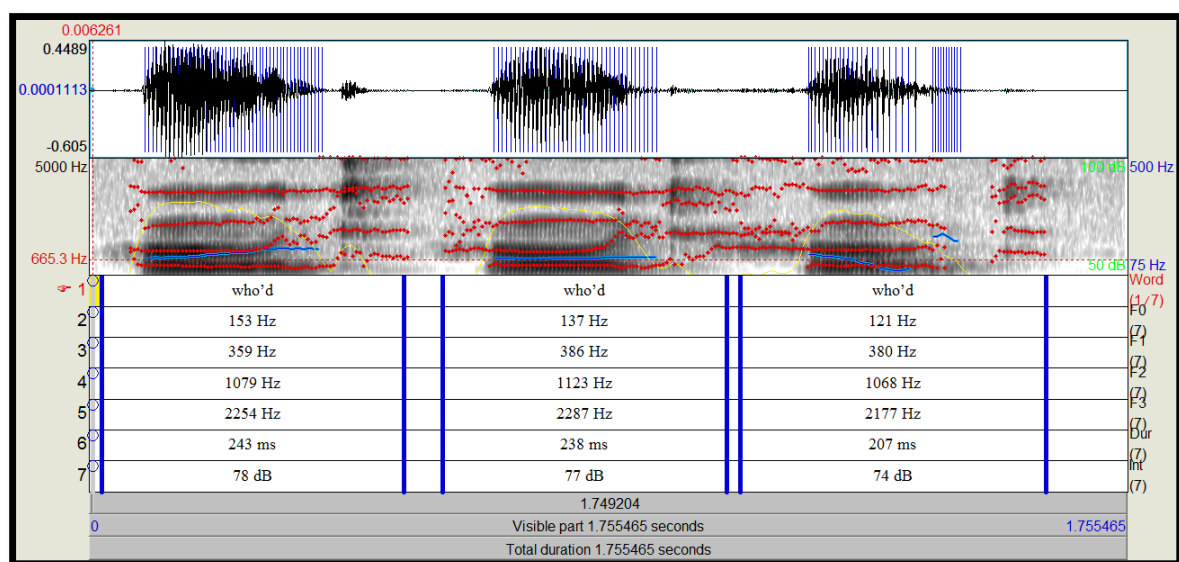 0.006261
0.4489
0.0001113
-0.605
5000 Hz 100 dB 500 Hz
665.3 Hz 50 dB 75 Hz
☞ 1 who’d who’d who’d Word (1/7)
2 153 Hz 137 Hz 121 Hz F0 (7)
3 359 Hz 386 Hz 380 Hz F1 (7)
4 1079 Hz 1123 Hz 1068 Hz F2 (7)
5 2254 Hz 2287 Hz 2177 Hz F3 (7)
6 243 ms 238 ms 207 ms Dur (7)
7 78 dB 77 dB 74 dB Int (7)
1.749204
0 Visible part 1.755465 seconds 1.755465
Total duration 1.755465 seconds